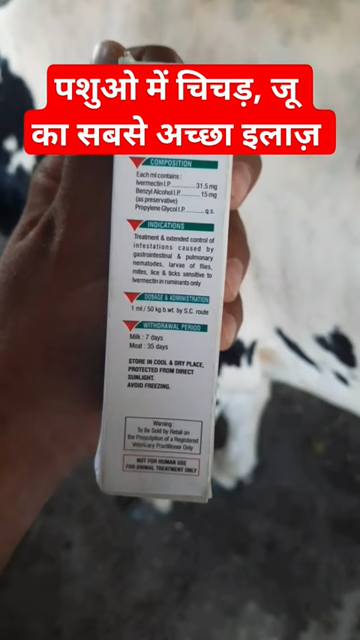 पशुओ में चिचड़, जू
का सबसे अच्छा इलाज़
COMPOSITION
Each ml contains :
Ivermectin I.P. .......... 31.5 mg
Benzyl Alcohol I.P. .......... 15 mg
(as preservative)
Propylene Glycol I.P. .......... q.s.
INDICATIONS
Treatment & extended control of
infestations caused by
gastrointestinal & pulmonary
nematodes, larvae of flies,
mites, lice & ticks sensitive to
Ivermectin in ruminants only
DOSAGE & ADMINISTRATION
1 ml / 50 kg b.wt. by S.C. route
WITHDRAWAL PERIOD
Milk : 7 days
Meat : 35 days
STORE IN COOL & DRY PLACE,
PROTECTED FROM DIRECT
SUNLIGHT.
AVOID FREEZING.
Warning :
To Be Sold by Retail on
the Prescription of a Registered
Veterinary Practitioner Only
NOT FOR HUMAN USE
FOR ANIMAL TREATMENT ONLY